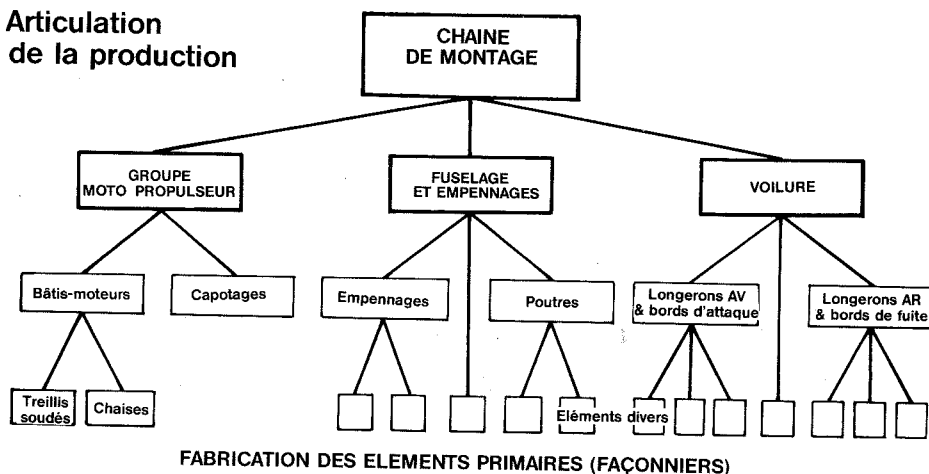 Articulation
de la production
CHAINE
DE MONTAGE
GROUPE
MOTO PROPULSEUR
FUSELAGE
ET EMPENNAGES
VOILURE
Bâtis-moteurs
Capotages
Empennages
Poutres
Longerons AV
& bords d'attaque
Longerons AR
& bords de fuite
Treillis
soudés
Chaises
Eléments divers
FABRICATION DES ELEMENTS PRIMAIRES (FAÇONNIERS)